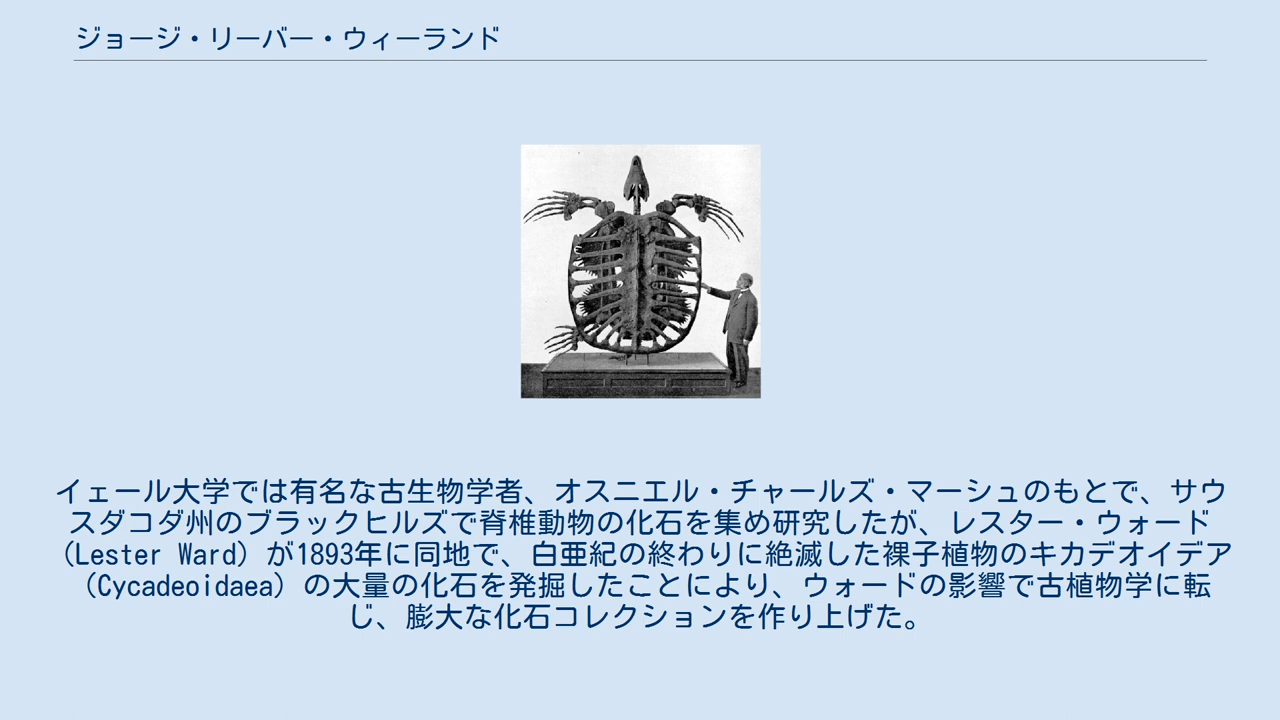 ジョージ・リーバー・ウィーランド
イェール大学では有名な古生物学者、オスニエル・チャールズ・マーシュのもとで、サウ
スダコダ州のブラックヒルズで脊椎動物の化石を集め研究したが、レスター・ウォード
（Lester Ward）が1893年に同地で、白亜紀の終わりに絶滅した裸子植物のキカデオイデア
（Cycadeoidaea）の大量の化石を発掘したことにより、ウォードの影響で古植物学に転
じ、膨大な化石コレクションを作り上げた。